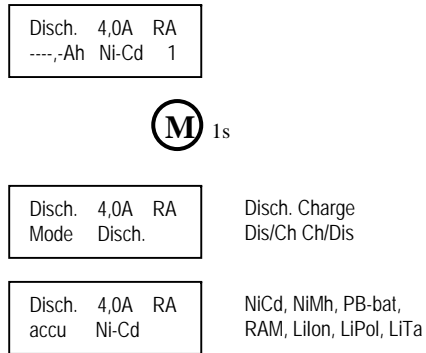 Disch. 4,0A RA
----,-Ah Ni-Cd 1
M 1s
Disch. 4,0A RA
Mode Disch.
Disch. Charge
Dis/Ch Ch/Dis
Disch. 4,0A RA
accu Ni-Cd
NiCd, NiMh, PB-bat,
RAM, LiIon, LiPol, LiTa